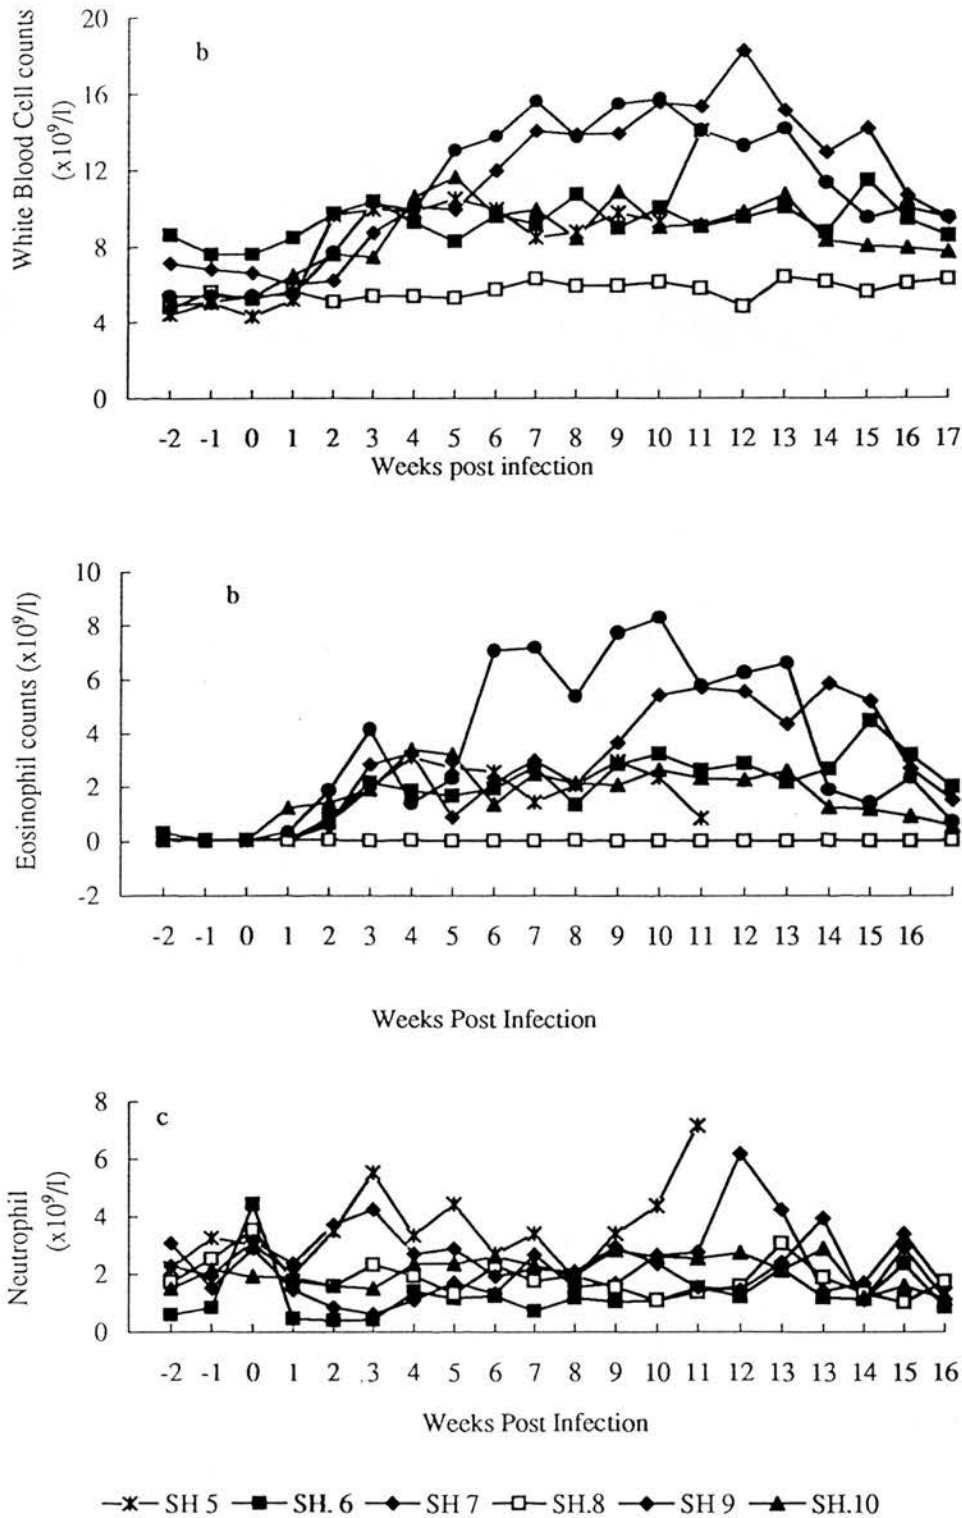 White Blood Cell counts
(x10⁹/l)
b
20
16
12
8
4
0
-2 -1 0 1 2 3 4 5 6 7 8 9 10 11 12 13 14 15 16 17
Weeks post infection
Eosinophil counts (x10⁹/l)
b
10
8
6
4
2
0
-2
-2 -1 0 1 2 3 4 5 6 7 8 9 10 11 12 13 14 15 16
Weeks Post Infection
Neutrophil
(x10⁹/l)
c
8
6
4
2
0
-2 -1 0 1 2 .3 4 5 6 7 8 9 10 11 12 13 13 14 15 16
Weeks Post Infection
SH 5 SH. 6 SH 7 SH.8 SH 9 SH.10